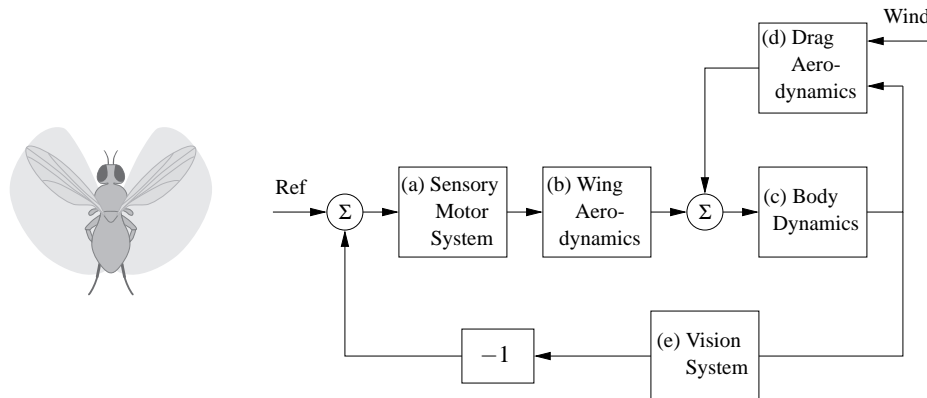 Wind
(d) Drag
Aero-
dynamics
Ref
Σ
(a) Sensory
Motor
System
(b) Wing
Aero-
dynamics
Σ
(c) Body
Dynamics
−1
(e) Vision
System